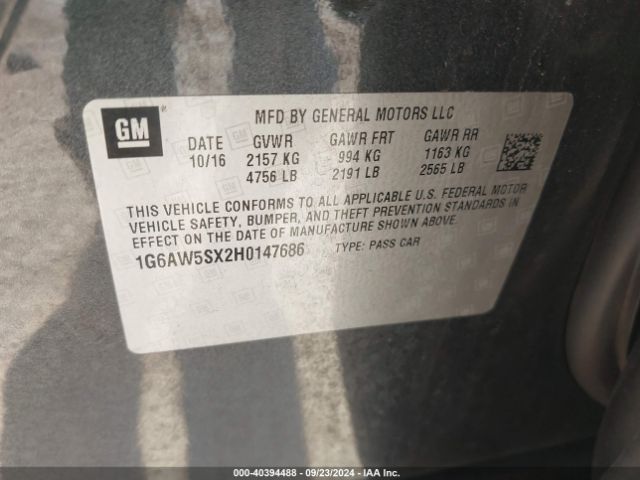 GM
MFD BY GENERAL MOTORS LLC
DATE GVWR GAWR FRT GAWR RR
10/16 2157 KG 994 KG 1163 KG
4756 LB 2191 LB 2565 LB
THIS VEHICLE CONFORMS TO ALL APPLICABLE U.S. FEDERAL MOTOR
VEHICLE SAFETY, BUMPER, AND THEFT PREVENTION STANDARDS IN
EFFECT ON THE DATE OF MANUFACTURE SHOWN ABOVE.
1G6AW5SX2H0147686 TYPE: PASS CAR
000-40394488 - 09/23/2024 - IAA Inc.